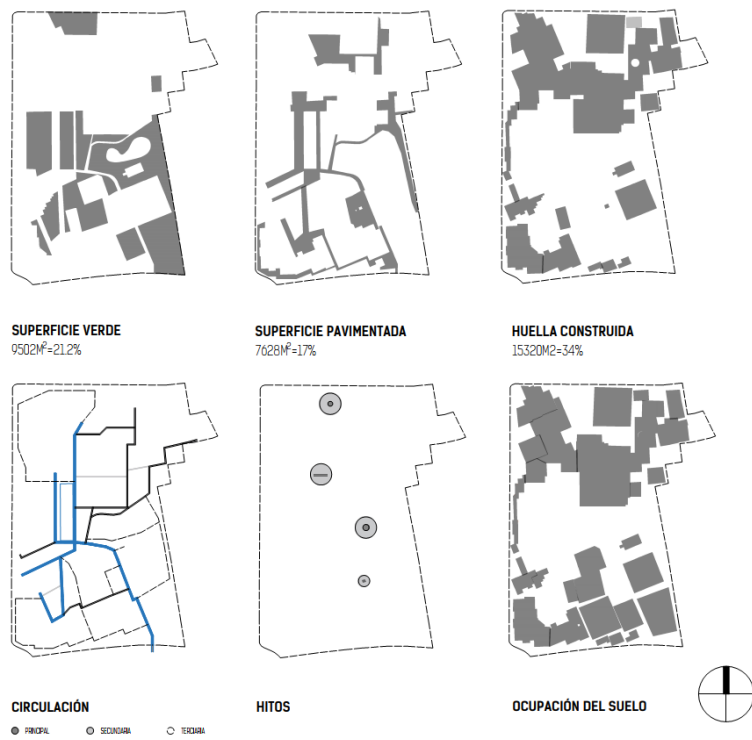 SUPERFICIE VERDE
9502M²=21.2%
SUPERFICIE PAVIMENTADA
7628M²=17%
HUELLA CONSTRUIDA
15320M2=34%
CIRCULACIÓN
PRINCIPAL
SECUNDARIA
TERCIARIA
HITOS
OCUPACIÓN DEL SUELO